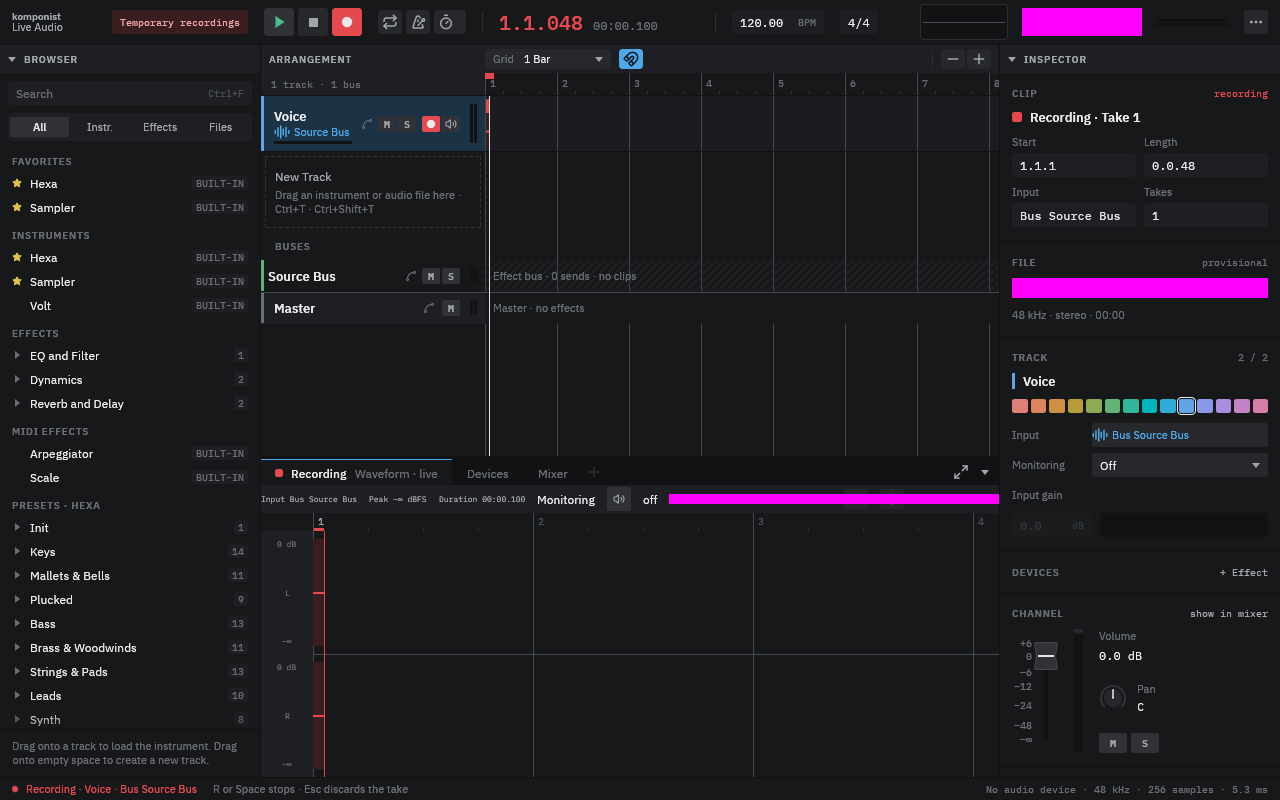 komponist
Live Audio
Temporary recordings
1.1.048
00:00.100
120.00 BPM
4/4
BROWSER
Search
Ctrl+F
All
Instr.
Effects
Files
FAVORITES
Hexa BUILT-IN
Sampler BUILT-IN
INSTRUMENTS
Hexa BUILT-IN
Sampler BUILT-IN
Volt BUILT-IN
EFFECTS
EQ and Filter 1
Dynamics 2
Reverb and Delay 2
MIDI EFFECTS
Arpeggiator BUILT-IN
Scale BUILT-IN
PRESETS · HEXA
Init 1
Keys 14
Mallets & Bells 11
Plucked 9
Bass 13
Brass & Woodwinds 11
Strings & Pads 13
Leads 10
Synth 8
Drag onto a track to load the instrument. Drag
onto empty space to create a new track.
ARRANGEMENT
Grid 1 Bar
1 track · 1 bus
1 2 3 4 5 6 7 8
Voice
Source Bus
M S
New Track
Drag an instrument or audio file here ·
Ctrl+T · Ctrl+Shift+T
BUSES
Source Bus M S
Effect bus · 0 sends · no clips
Master M
Master · no effects
Recording Waveform · live
Devices
Mixer
Input Bus Source Bus Peak -∞ dBFS Duration 00:00.100 Monitoring off
1 2 3 4
0 dB
L
-∞
0 dB
R
-∞
INSPECTOR
CLIP recording
Recording · Take 1
Start Length
1.1.1 0.0.48
Input Takes
Bus Source Bus 1
FILE provisional
48 kHz · stereo · 00:00
TRACK 2 / 2
Voice
Input Bus Source Bus
Monitoring Off
Input gain
0.0 dB
DEVICES + Effect
CHANNEL show in mixer
+6
0
−6
−12
−24
−48
−∞
Volume
0.0 dB
Pan
C
M S
Recording · Voice · Bus Source Bus
R or Space stops · Esc discards the take
No audio device · 48 kHz · 256 samples · 5.3 ms